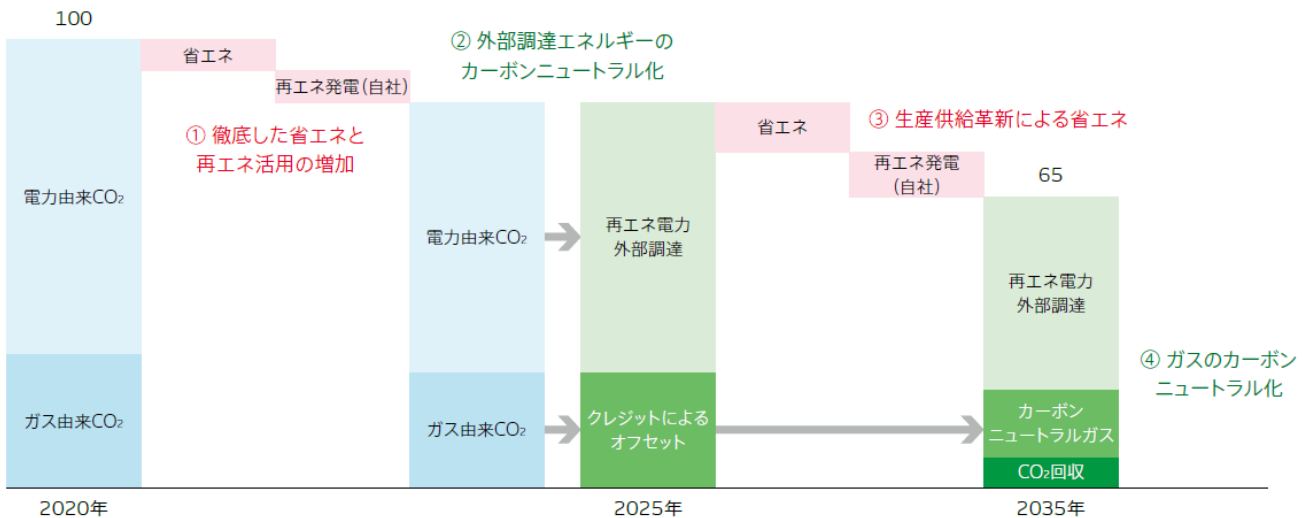 100
省エネ
再エネ発電(自社)
① 徹底した省エネと
再エネ活用の増加
電力由来CO₂
ガス由来CO₂
② 外部調達エネルギーの
カーボンニュートラル化
電力由来CO₂
ガス由来CO₂
再エネ電力
外部調達
クレジットによる
オフセット
省エネ
再エネ発電
(自社)
③ 生産供給革新による省エネ
65
再エネ電力
外部調達
カーボン
ニュートラルガス
CO₂回収
④ ガスのカーボン
ニュートラル化
2020年
2025年
2035年